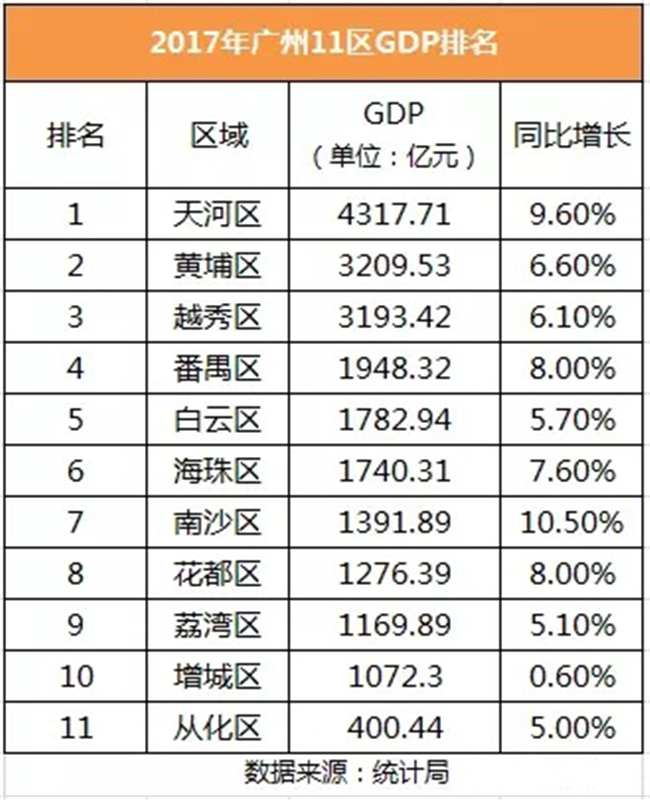 2017年广州11区GDP排名
排名 区域 GDP（单位：亿元） 同比增长
1 天河区 4317.71 9.60%
2 黄埔区 3209.53 6.60%
3 越秀区 3193.42 6.10%
4 番禺区 1948.32 8.00%
5 白云区 1782.94 5.70%
6 海珠区 1740.31 7.60%
7 南沙区 1391.89 10.50%
8 花都区 1276.39 8.00%
9 荔湾区 1169.89 5.10%
10 增城区 1072.3 0.60%
11 从化区 400.44 5.00%
数据来源：统计局